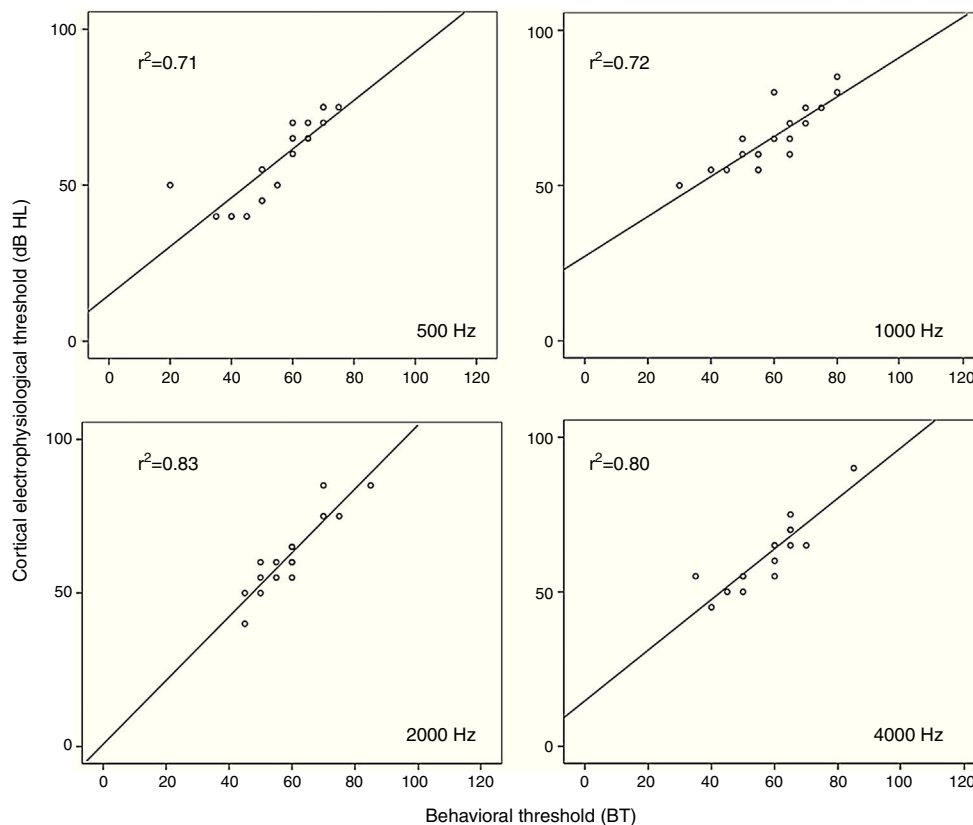 Cortical electrophysiological threshold (dB HL)
100
50
0
r²=0.71
500 Hz
0 20 40 60 80 100 120
100
50
0
r²=0.72
1000 Hz
0 20 40 60 80 100 120
100
50
0
r²=0.83
2000 Hz
0 20 40 60 80 100 120
100
50
0
r²=0.80
4000 Hz
0 20 40 60 80 100 120
Behavioral threshold (BT)